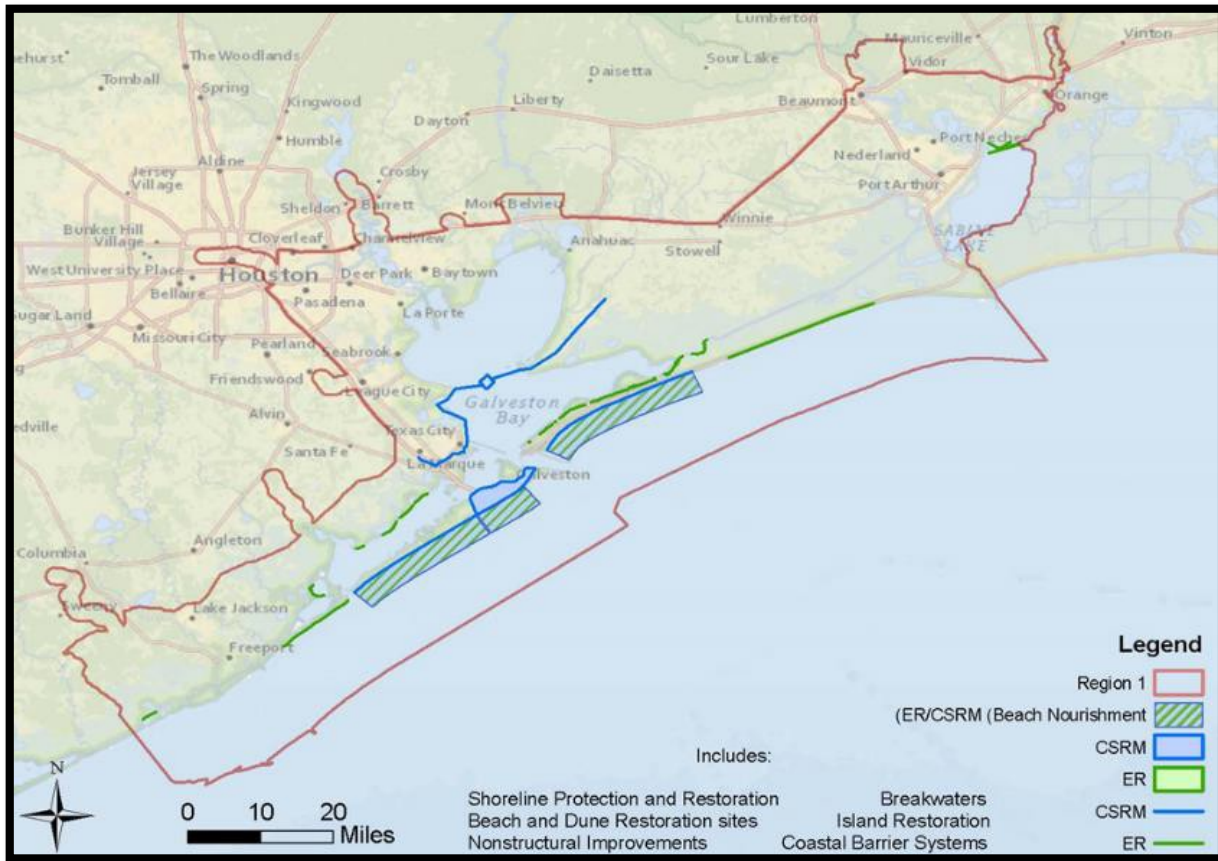 Lumberton
Mauriceville
Vinton
The Woodlands
Daisetta
Sour Lake
Vidor
Tomball
Spring
Kingwood
Liberty
Beaumont
Orange
Humble
Dayton
Port Neches
Aldine
Nederland
Jersey
Village
Crosby
Port Arthur
Sheldon
Barrett
Mont Belvieu
Winnie
Bunker Hill
Village
Cloverleaf
Channelview
Anahuac
Stowell
SABINE
LAKE
West University Place
Houston
Deer Park
Baytown
Bellaire
Pasadena
La Porte
Sugar Land
Missouri City
Pearland
Seabrook
Friendswood
League City
Galveston
Bay
Alvin
Texas City
Santa Fe
La Marque
Galveston
Angleton
Columbia
Sweeny
Lake Jackson
Freeport
Legend
Region 1
(ER/CSRM (Beach Nourishment
CSRM
ER
CSRM
ER
Includes:
Shoreline Protection and Restoration
Beach and Dune Restoration sites
Nonstructural Improvements
Breakwaters
Island Restoration
Coastal Barrier Systems
N
0 10 20
Miles